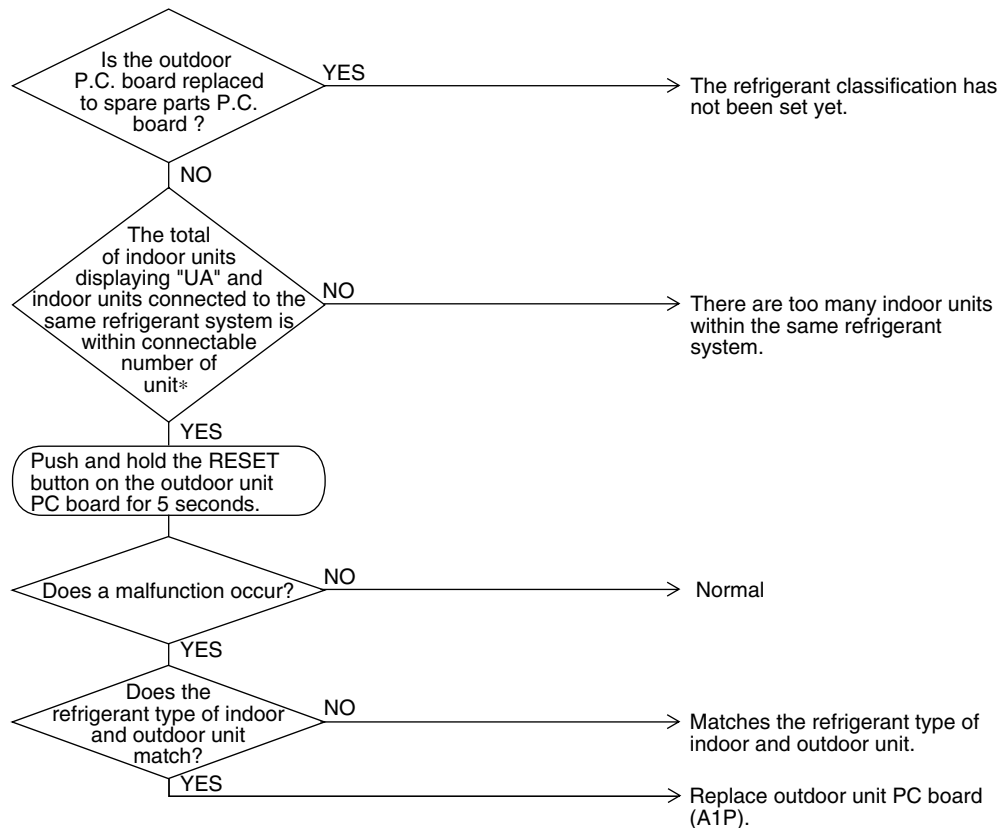 Is the outdoor
P.C. board replaced
to spare parts P.C.
board ?
YES
The refrigerant classification has
not been set yet.
NO
The total
of indoor units
displaying "UA" and
indoor units connected to the
same refrigerant system is
within connectable
number of
unit*
NO
There are too many indoor units
within the same refrigerant
system.
YES
Push and hold the RESET
button on the outdoor unit
PC board for 5 seconds.
Does a malfunction occur?
NO
Normal
YES
Does the
refrigerant type of indoor
and outdoor unit
match?
NO
Matches the refrigerant type of
indoor and outdoor unit.
YES
Replace outdoor unit PC board
(A1P).